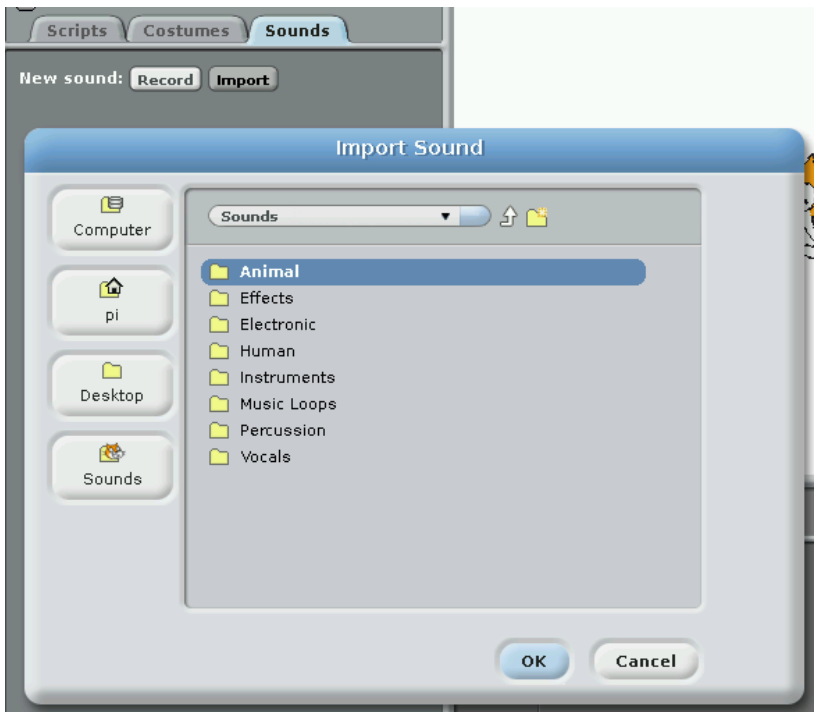 Scripts Costumes Sounds
New sound: Record Import
Import Sound
Computer
pi
Desktop
Sounds
Sounds
Animal
Effects
Electronic
Human
Instruments
Music Loops
Percussion
Vocals
OK Cancel